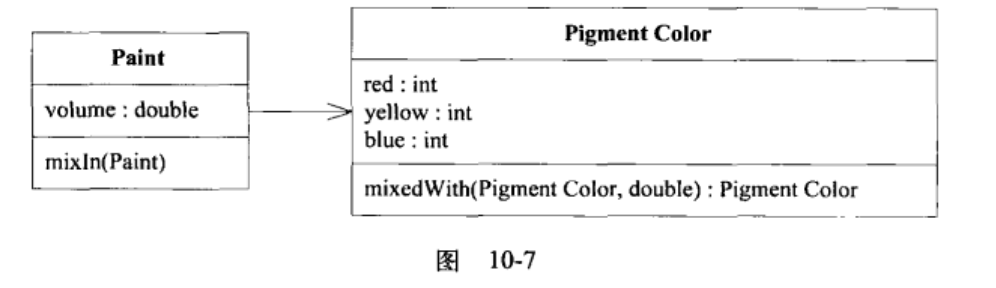 Paint
volume : double
mixIn(Paint)
Pigment Color
red : int
yellow : int
blue : int
mixedWith(Pigment Color, double) : Pigment Color
图 10-7